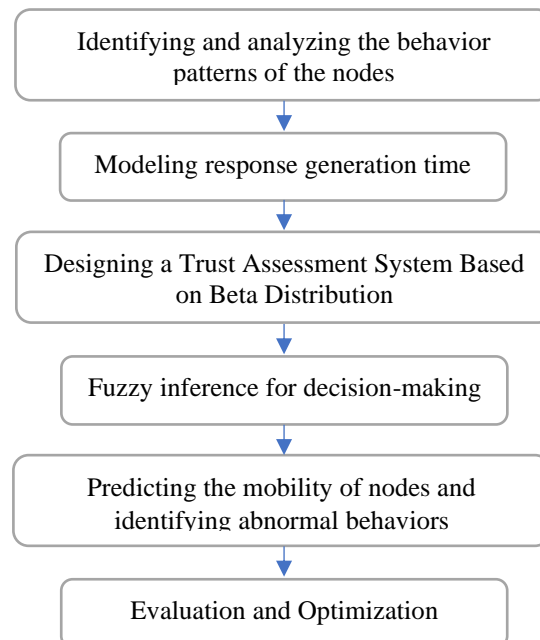 Identifying and analyzing the behavior
patterns of the nodes
Modeling response generation time
Designing a Trust Assessment System Based
on Beta Distribution
Fuzzy inference for decision-making
Predicting the mobility of nodes and
identifying abnormal behaviors
Evaluation and Optimization